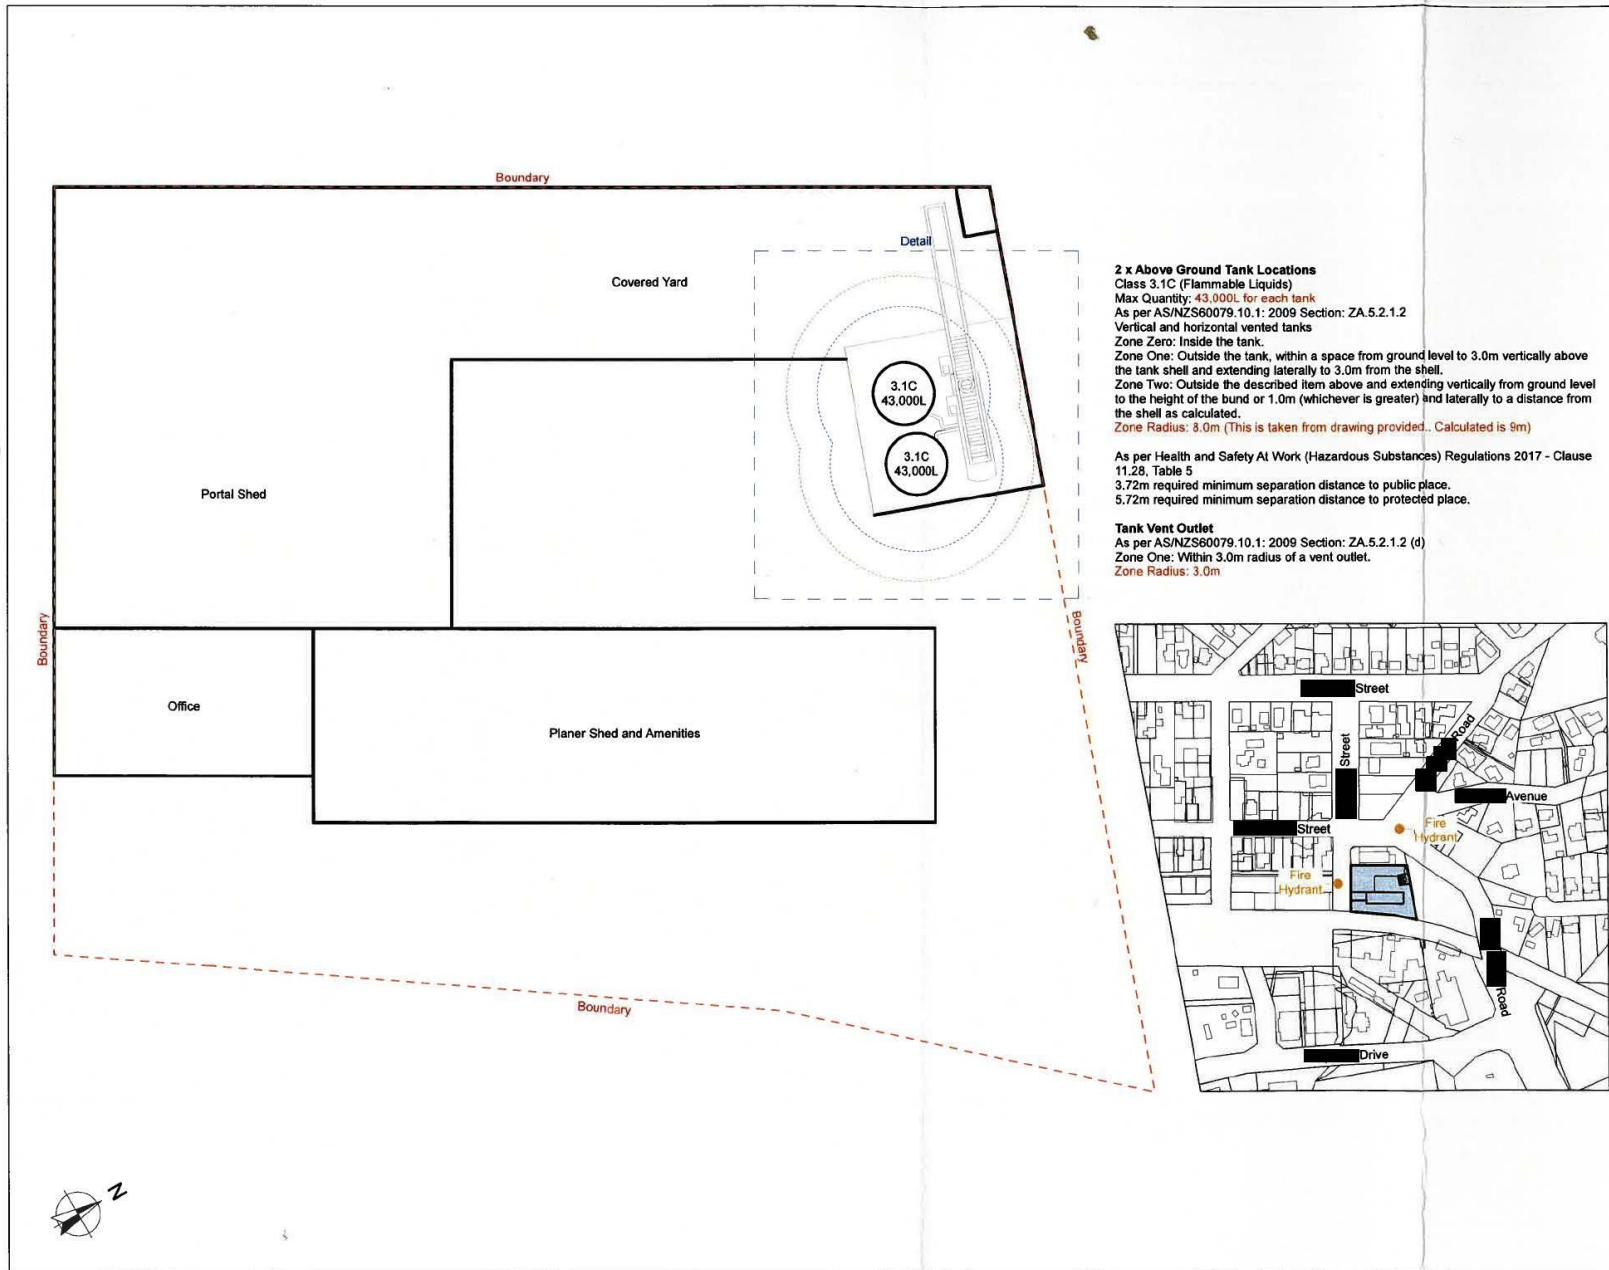 Boundary
Detail
Covered Yard
3.1C
43,000L
3.1C
43,000L
Portal Shed
Boundary
Boundary
Office
Planer Shed and Amenities
Boundary
N
2 x Above Ground Tank Locations
Class 3.1C (Flammable Liquids)
Max Quantity: 43,000L for each tank
As per AS/NZS60079.10.1: 2009 Section: ZA.5.2.1.2
Vertical and horizontal vented tanks
Zone Zero: Inside the tank.
Zone One: Outside the tank, within a space from ground level to 3.0m vertically above
the tank shell and extending laterally to 3.0m from the shell.
Zone Two: Outside the described item above and extending vertically from ground level
to the height of the bund or 1.0m (whichever is greater) and laterally to a distance from
the shell as calculated.
Zone Radius: 8.0m (This is taken from drawing provided.. Calculated is 9m)
As per Health and Safety At Work (Hazardous Substances) Regulations 2017 - Clause
11.28, Table 5
3.72m required minimum separation distance to public place.
5.72m required minimum separation distance to protected place.
Tank Vent Outlet
As per AS/NZS60079.10.1: 2009 Section: ZA.5.2.1.2 (d)
Zone One: Within 3.0m radius of a vent outlet.
Zone Radius: 3.0m
Street
Road
Street
Avenue
Street
Fire
Hydrant
Fire
Hydrant
Road
Drive